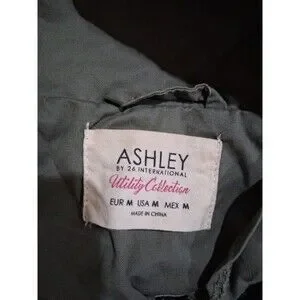 ASHLEY
BY 26 INTERNATIONAL
Utility Collection
EUR M USA M MEX M
MADE IN CHINA